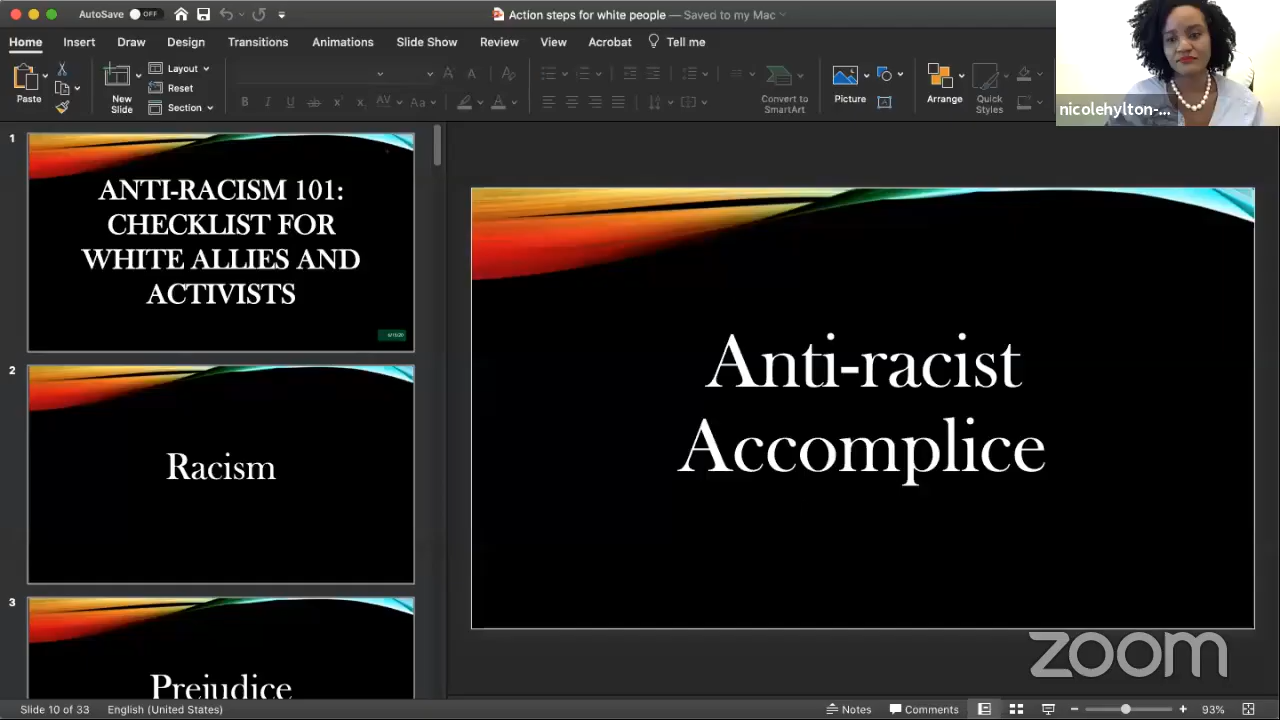 AutoSave OFF
Action steps for white people — Saved to my Mac
Home Insert Draw Design Transitions Animations Slide Show Review View Acrobat Tell me
Paste
New
Slide
Layout
Reset
Section
B I U ab x x AV Aa A
Convert to
SmartArt
Picture
Arrange
Quick
Styles
nicolehylton-...
1
ANTI-RACISM 101:
CHECKLIST FOR
WHITE ALLIES AND
ACTIVISTS
2
Racism
3
Prejudice
Anti-racist
Accomplice
zoom
Slide 10 of 33 English (United States) Notes Comments 93%